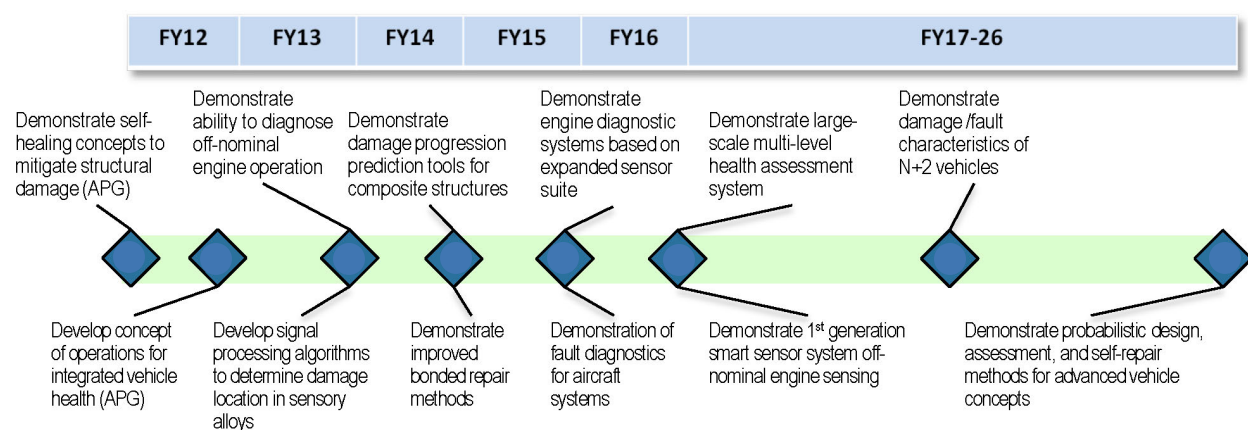 FY12 FY13 FY14 FY15 FY16 FY17-26
Demonstrate self-
healing concepts to
mitigate structural
damage (APG)
Demonstrate
ability to diagnose
off-nominal
engine operation
Demonstrate
damage progression
prediction tools for
composite structures
Demonstrate
engine diagnostic
systems based on
expanded sensor
suite
Demonstrate large-
scale multi-level
health assessment
system
Demonstrate
damage /fault
characteristics of
N+2 vehicles
Develop concept
of operations for
integrated vehicle
health (APG)
Develop signal
processing algorithms
to determine damage
location in sensory
alloys
Demonstrate
improved
bonded repair
methods
Demonstration of
fault diagnostics
for aircraft
systems
Demonstrate 1st generation
smart sensor system off-
nominal engine sensing
Demonstrate probabilistic design,
assessment, and self-repair
methods for advanced vehicle
concepts